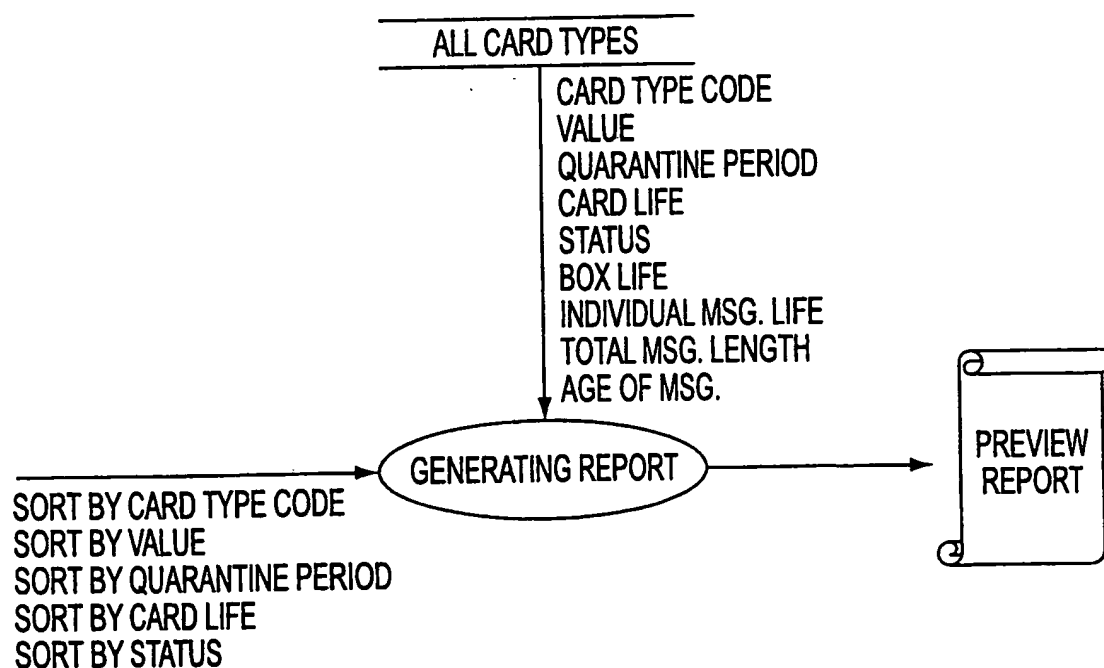 ALL CARD TYPES
CARD TYPE CODE
VALUE
QUARANTINE PERIOD
CARD LIFE
STATUS
BOX LIFE
INDIVIDUAL MSG. LIFE
TOTAL MSG. LENGTH
AGE OF MSG.
GENERATING REPORT
PREVIEW
REPORT
SORT BY CARD TYPE CODE
SORT BY VALUE
SORT BY QUARANTINE PERIOD
SORT BY CARD LIFE
SORT BY STATUS